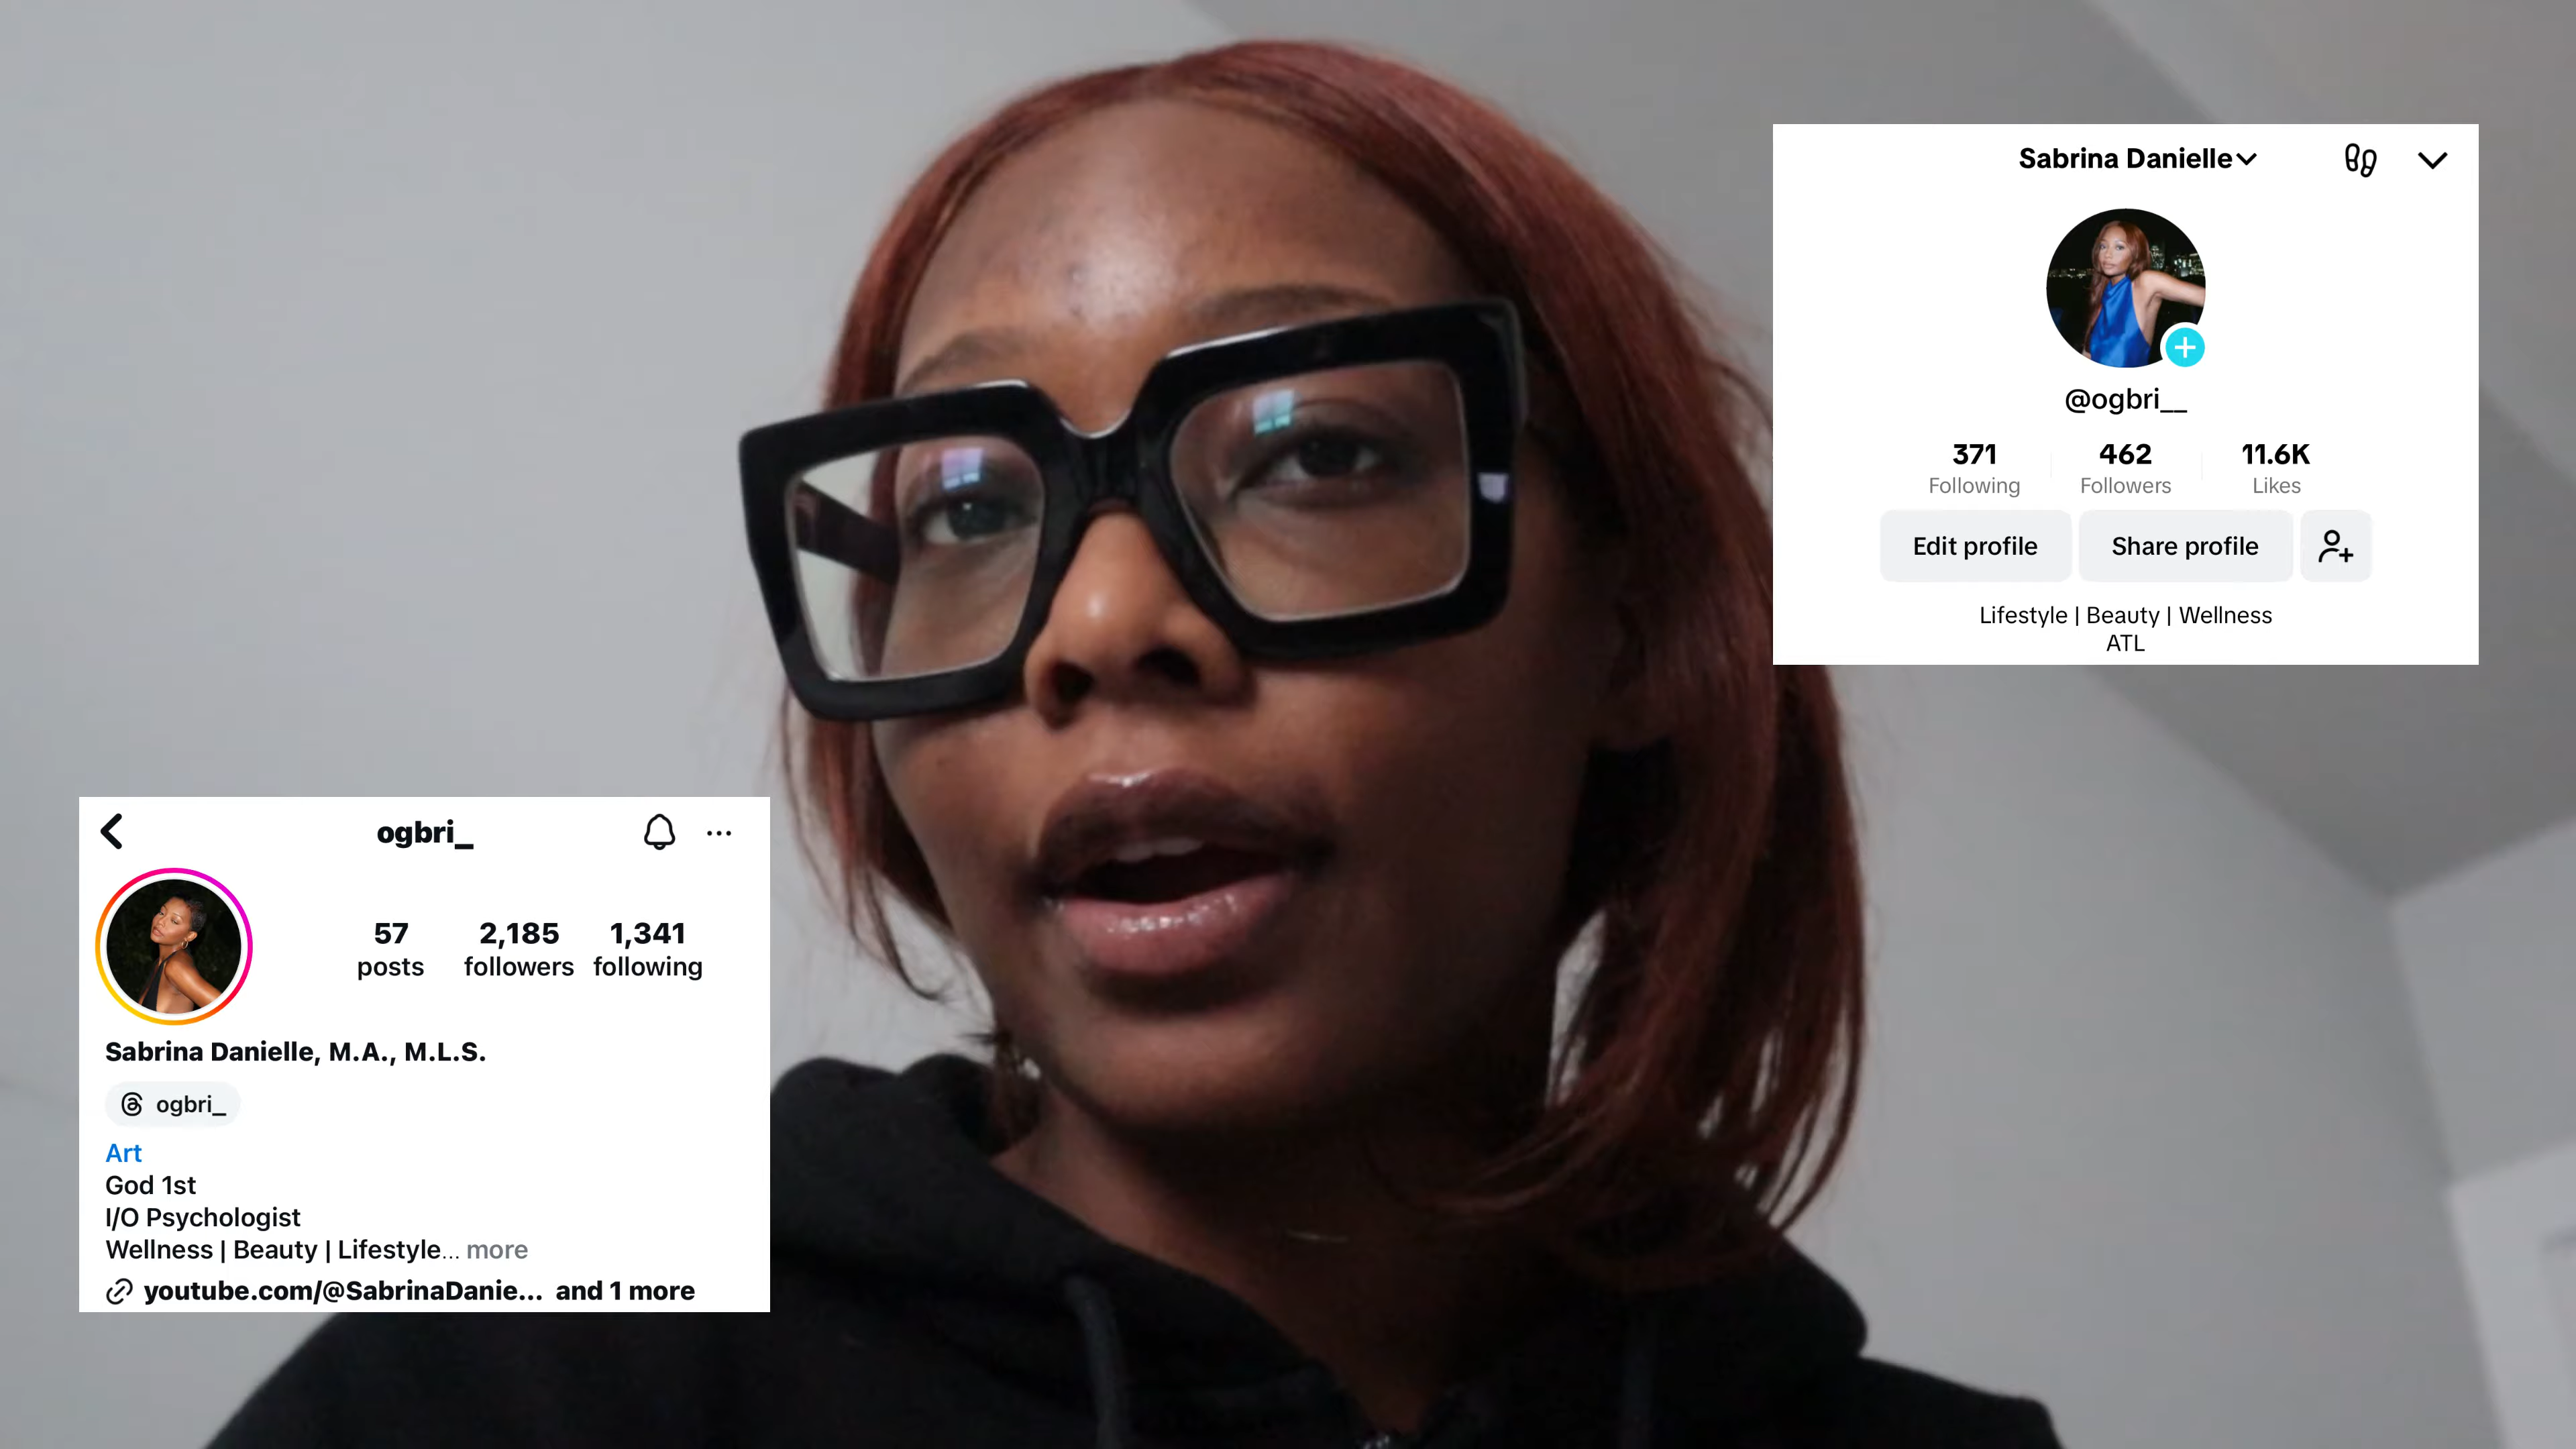 Sabrina Danielle
@ogbri__
371 462 11.6K
Following Followers Likes
Edit profile Share profile
Lifestyle | Beauty | Wellness
ATL
ogbri_
57 2,185 1,341
posts followers following
Sabrina Danielle, M.A., M.L.S.
ogbri_
Art
God 1st
I/O Psychologist
Wellness | Beauty | Lifestyle... more
youtube.com/@SabrinaDanie... and 1 more